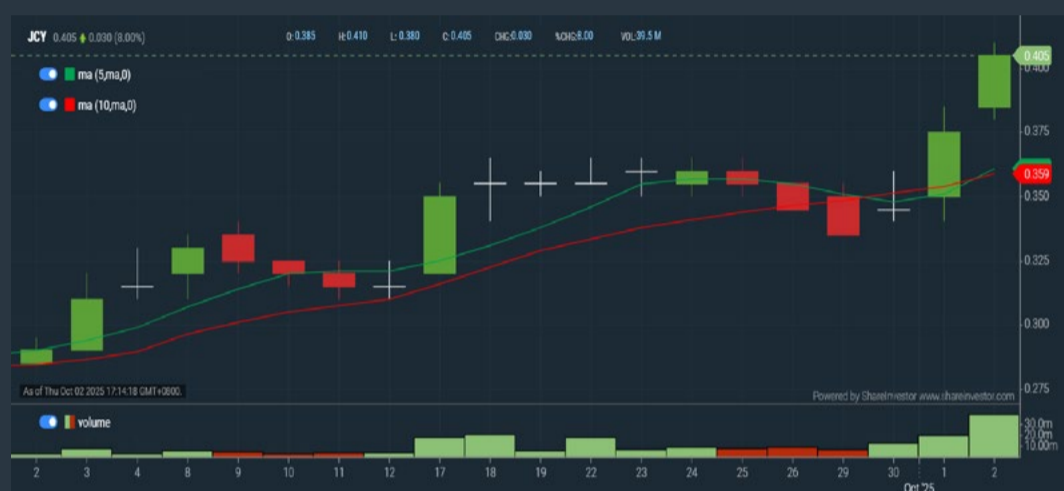 JCY 0.405 0.030 (8.00%) O: 0.385 H: 0.410 L: 0.380 C: 0.405 CHG: 0.030 %CHG: 8.00 VOL: 39.5 M
0.405
0.400
ma (5,ma,0)
ma (10,ma,0)
0.375
0.359
0.350
0.325
0.300
As of Thu Oct 02 2025 17:14:18 GMT+0800.
0.275
Powered by ShareInvestor www.shareinvestor.com
volume
30.0m
20.0m
10.00m
2 3 4 8 9 10 11 12 17 18 19 22 23 24 25 26 29 30 1 2
Oct '25